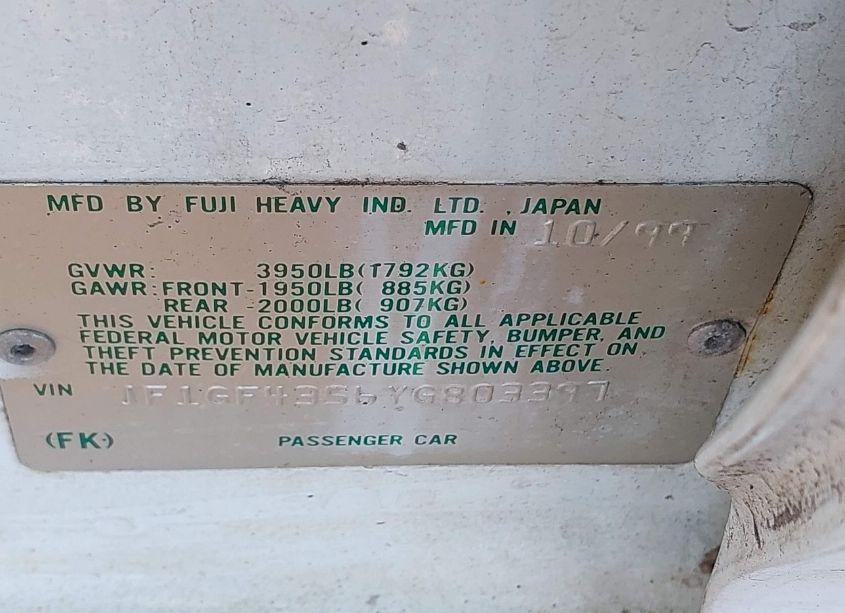 MFD BY FUJI HEAVY IND. LTD. , JAPAN
MFD IN 10/99
GVWR: 3950LB(1792KG)
GAWR: FRONT-1950LB( 885KG)
REAR -2000LB( 907KG)
THIS VEHICLE CONFORMS TO ALL APPLICABLE
FEDERAL MOTOR VEHICLE SAFETY, BUMPER, AND
THEFT PREVENTION STANDARDS IN EFFECT ON
THE DATE OF MANUFACTURE SHOWN ABOVE.
VIN JF1GF4356YG803397
(FK·) PASSENGER CAR